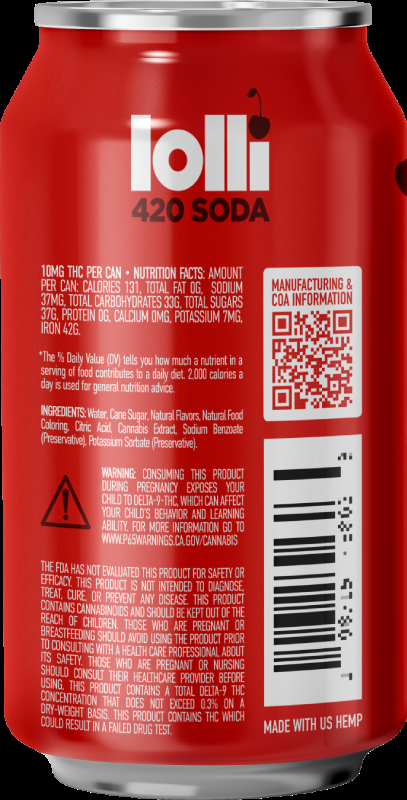 lolli
420 SODA
10MG THC PER CAN • NUTRITION FACTS: AMOUNT
PER CAN: CALORIES 131, TOTAL FAT 0G, SODIUM
37MG, TOTAL CARBOHYDRATES 33G, TOTAL SUGARS
37G, PROTEIN 0G, CALCIUM 0MG, POTASSIUM 7MG,
IRON 42G.
*The % Daily Value (DV) tells you how much a nutrient in a
serving of food contributes to a daily diet. 2,000 calories a
day is used for general nutrition advice.
INGREDIENTS: Water, Cane Sugar, Natural Flavors, Natural Food
Coloring, Citric Acid, Cannabis Extract, Sodium Benzoate
(Preservative), Potassium Sorbate (Preservative).
WARNING: CONSUMING THIS PRODUCT
DURING PREGNANCY EXPOSES YOUR
CHILD TO DELTA-9-THC, WHICH CAN AFFECT
YOUR CHILD'S BEHAVIOR AND LEARNING
ABILITY. FOR MORE INFORMATION GO TO
WWW.P65WARNINGS.CA.GOV/CANNABIS
THE FDA HAS NOT EVALUATED THIS PRODUCT FOR SAFETY OR
EFFICACY. THIS PRODUCT IS NOT INTENDED TO DIAGNOSE,
TREAT, CURE, OR PREVENT ANY DISEASE. THIS PRODUCT
CONTAINS CANNABINOIDS AND SHOULD BE KEPT OUT OF THE
REACH OF CHILDREN. THOSE WHO ARE PREGNANT OR
BREASTFEEDING SHOULD AVOID USING THE PRODUCT PRIOR
TO CONSULTING WITH A HEALTH CARE PROFESSIONAL ABOUT
ITS SAFETY. THOSE WHO ARE PREGNANT OR NURSING
SHOULD CONSULT THEIR HEALTHCARE PROVIDER BEFORE
USING. THIS PRODUCT CONTAINS A TOTAL DELTA-9 THC
CONCENTRATION THAT DOES NOT EXCEED 0.3% ON A
DRY-WEIGHT BASIS. THIS PRODUCT CONTAINS THC WHICH
COULD RESULT IN A FAILED DRUG TEST.
MANUFACTURING &
COA INFORMATION
MADE WITH US HEMP